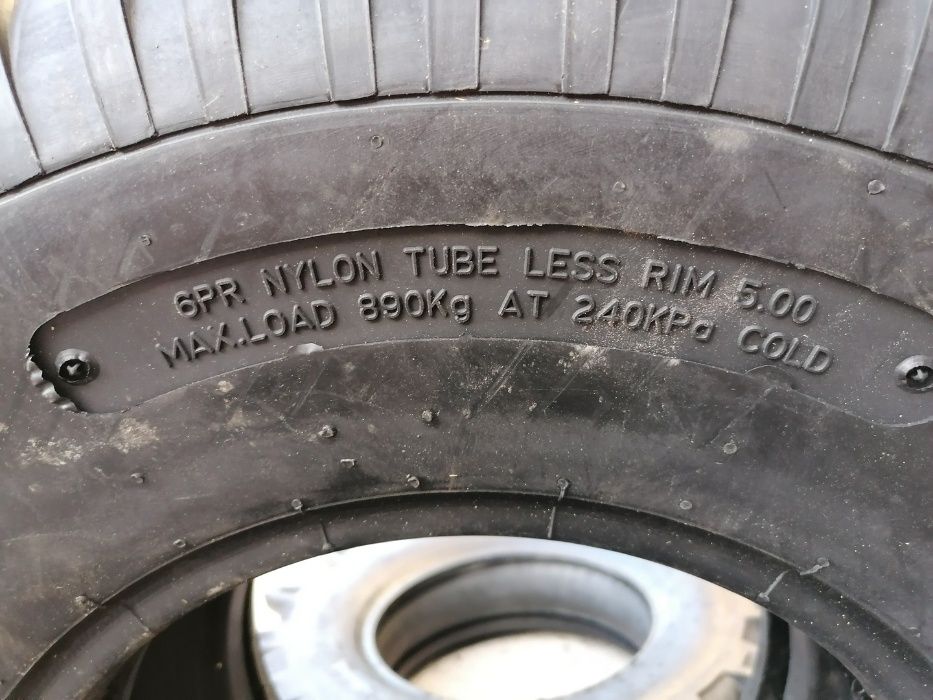 6PR NYLON TUBE LESS RIM 5.00
MAX.LOAD 890Kg AT 240KPa COLD